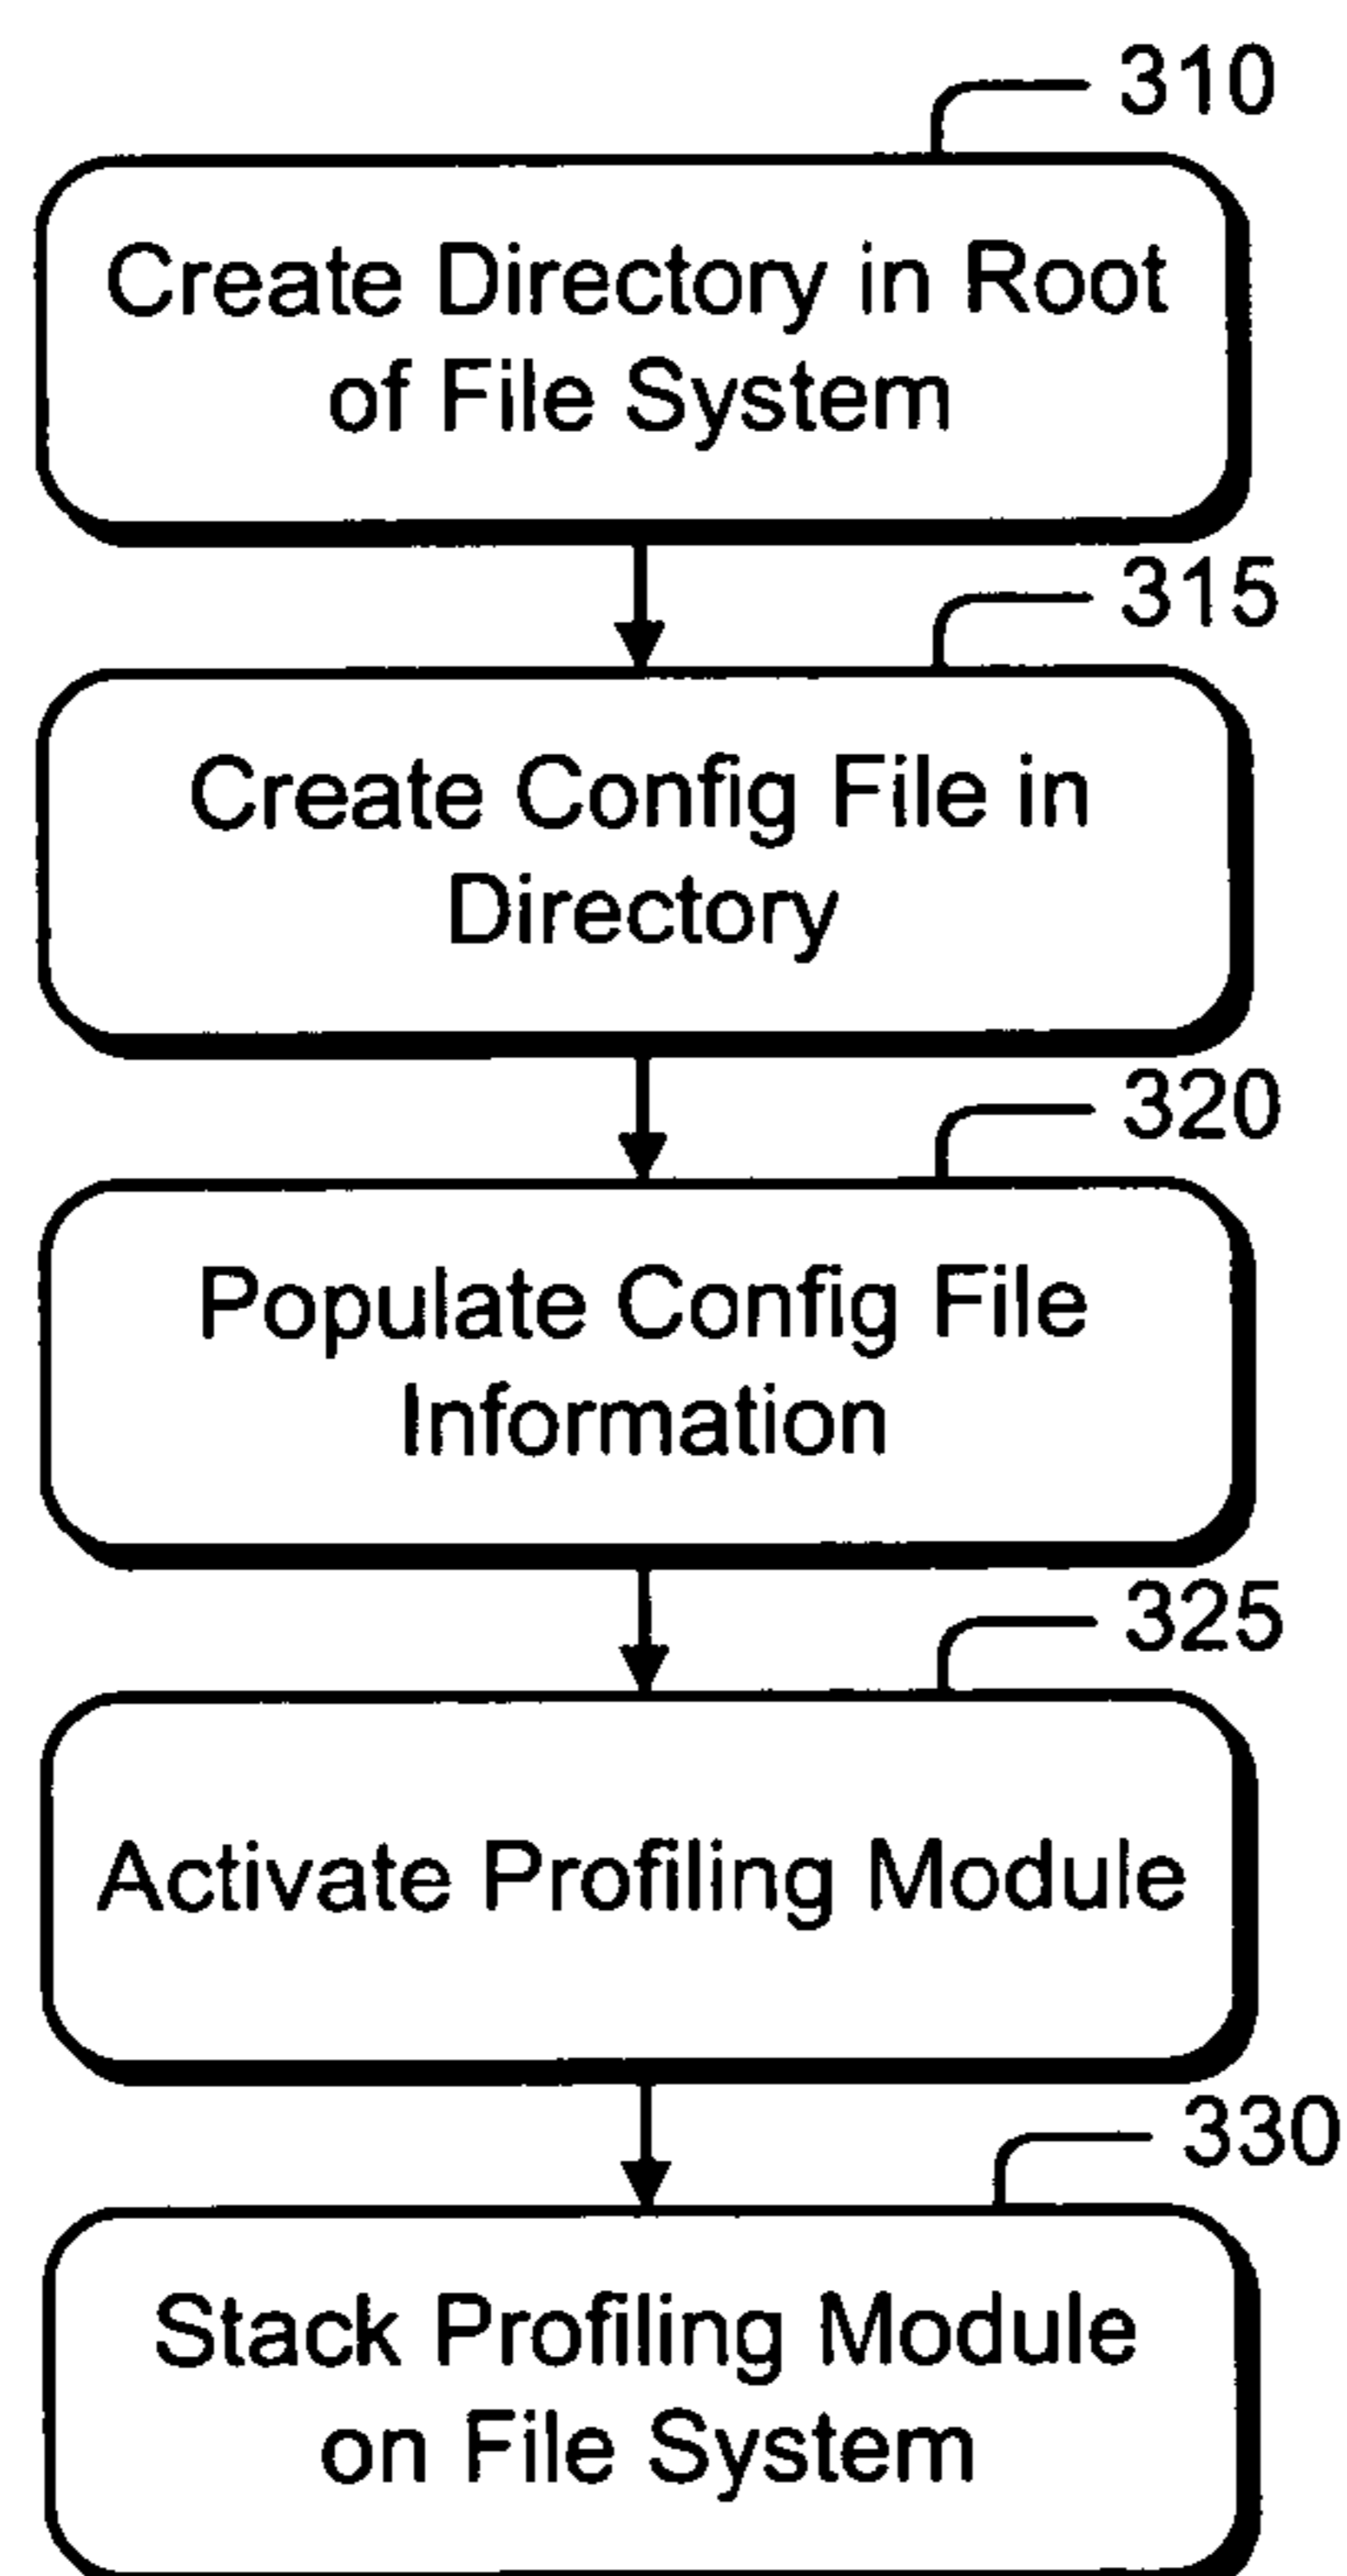 310
Create Directory in Root
of File System
315
Create Config File in
Directory
320
Populate Config File
Information
325
Activate Profiling Module
330
Stack Profiling Module
on File System